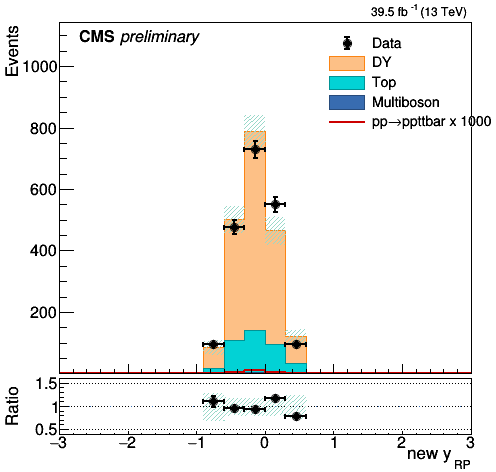 39.5 fb⁻¹ (13 TeV)
CMS preliminary
Events
Data
DY
Top
Multiboson
pp→ppttbar x 1000
1000
800
600
400
200
Ratio
1.5
1
0.5
−3 −2 −1 0 1 2 3
new y_RP